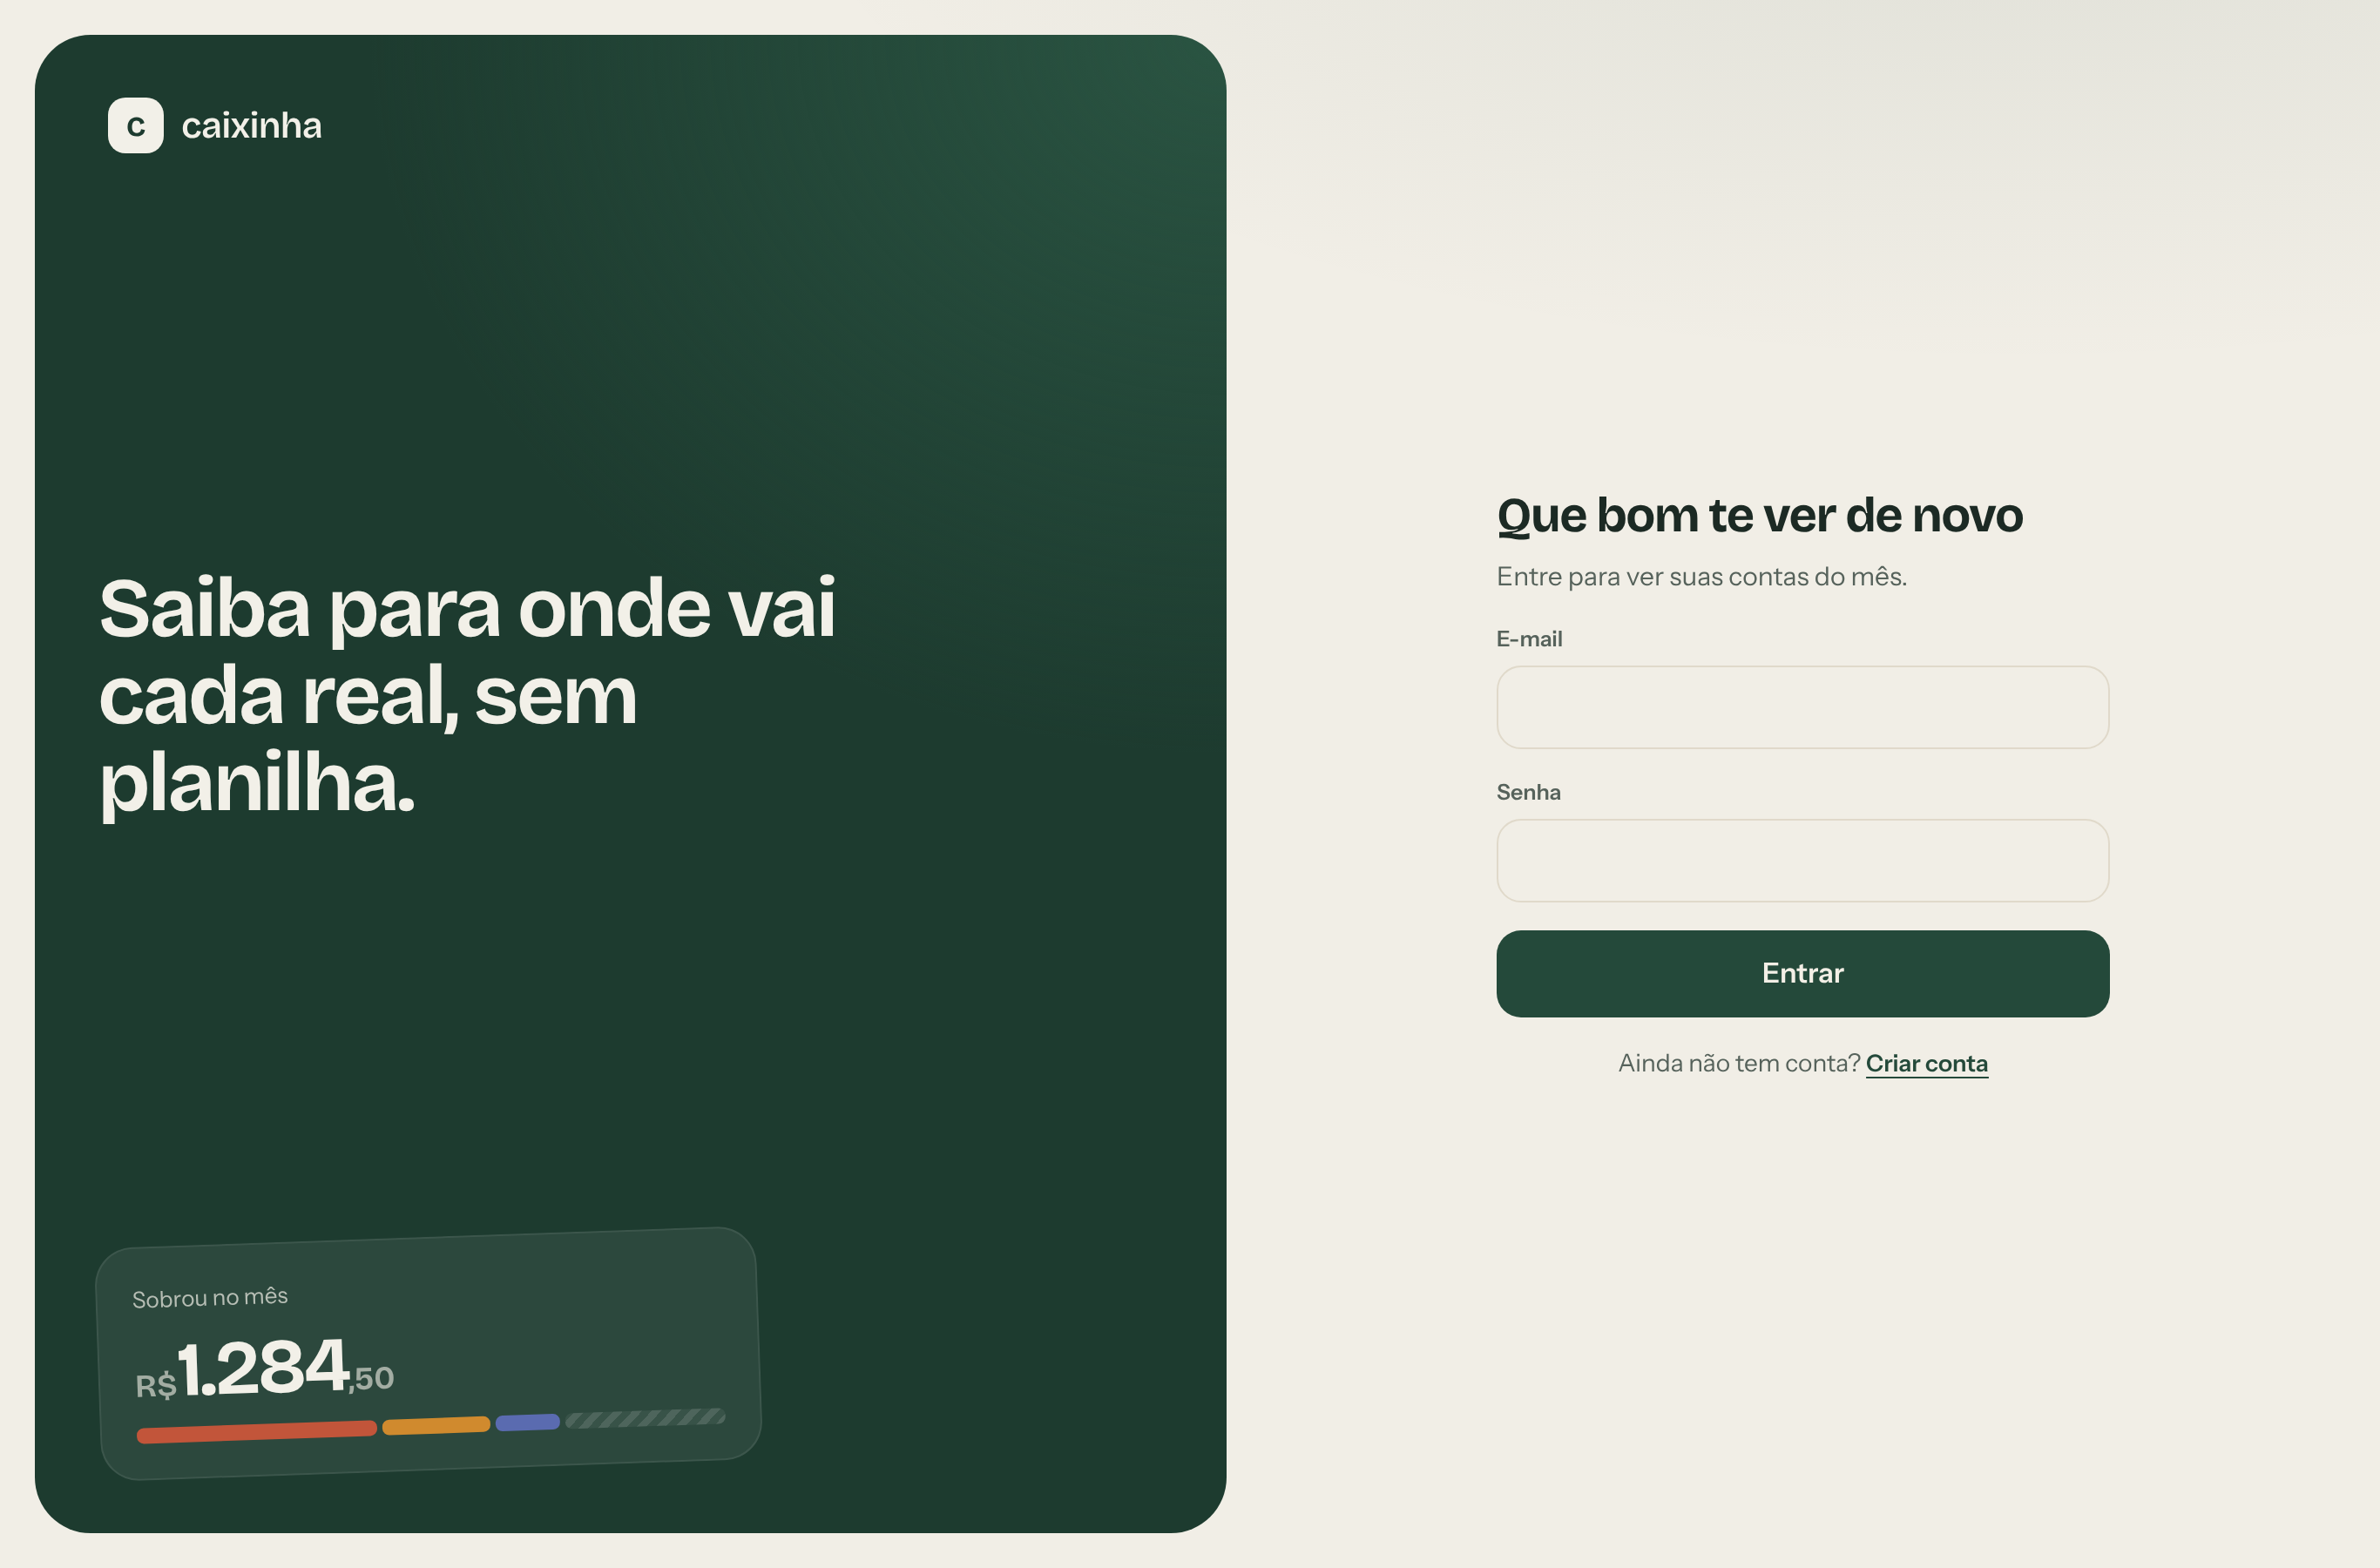 c caixinha
Saiba para onde vai
cada real, sem
planilha.
Sobrou no mês
R$1.284,50
Que bom te ver de novo
Entre para ver suas contas do mês.
E-mail
Senha
Entrar
Ainda não tem conta? Criar conta